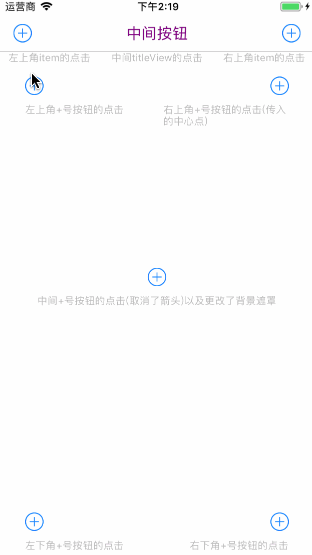 运营商 下午2:19
中间按钮
左上角item的点击 中间titleView的点击 右上角item的点击
左上角+号按钮的点击 右上角+号按钮的点击(传入
的中心点)
中间+号按钮的点击(取消了箭头)以及更改了背景遮罩
左下角+号按钮的点击 右下角+号按钮的点击